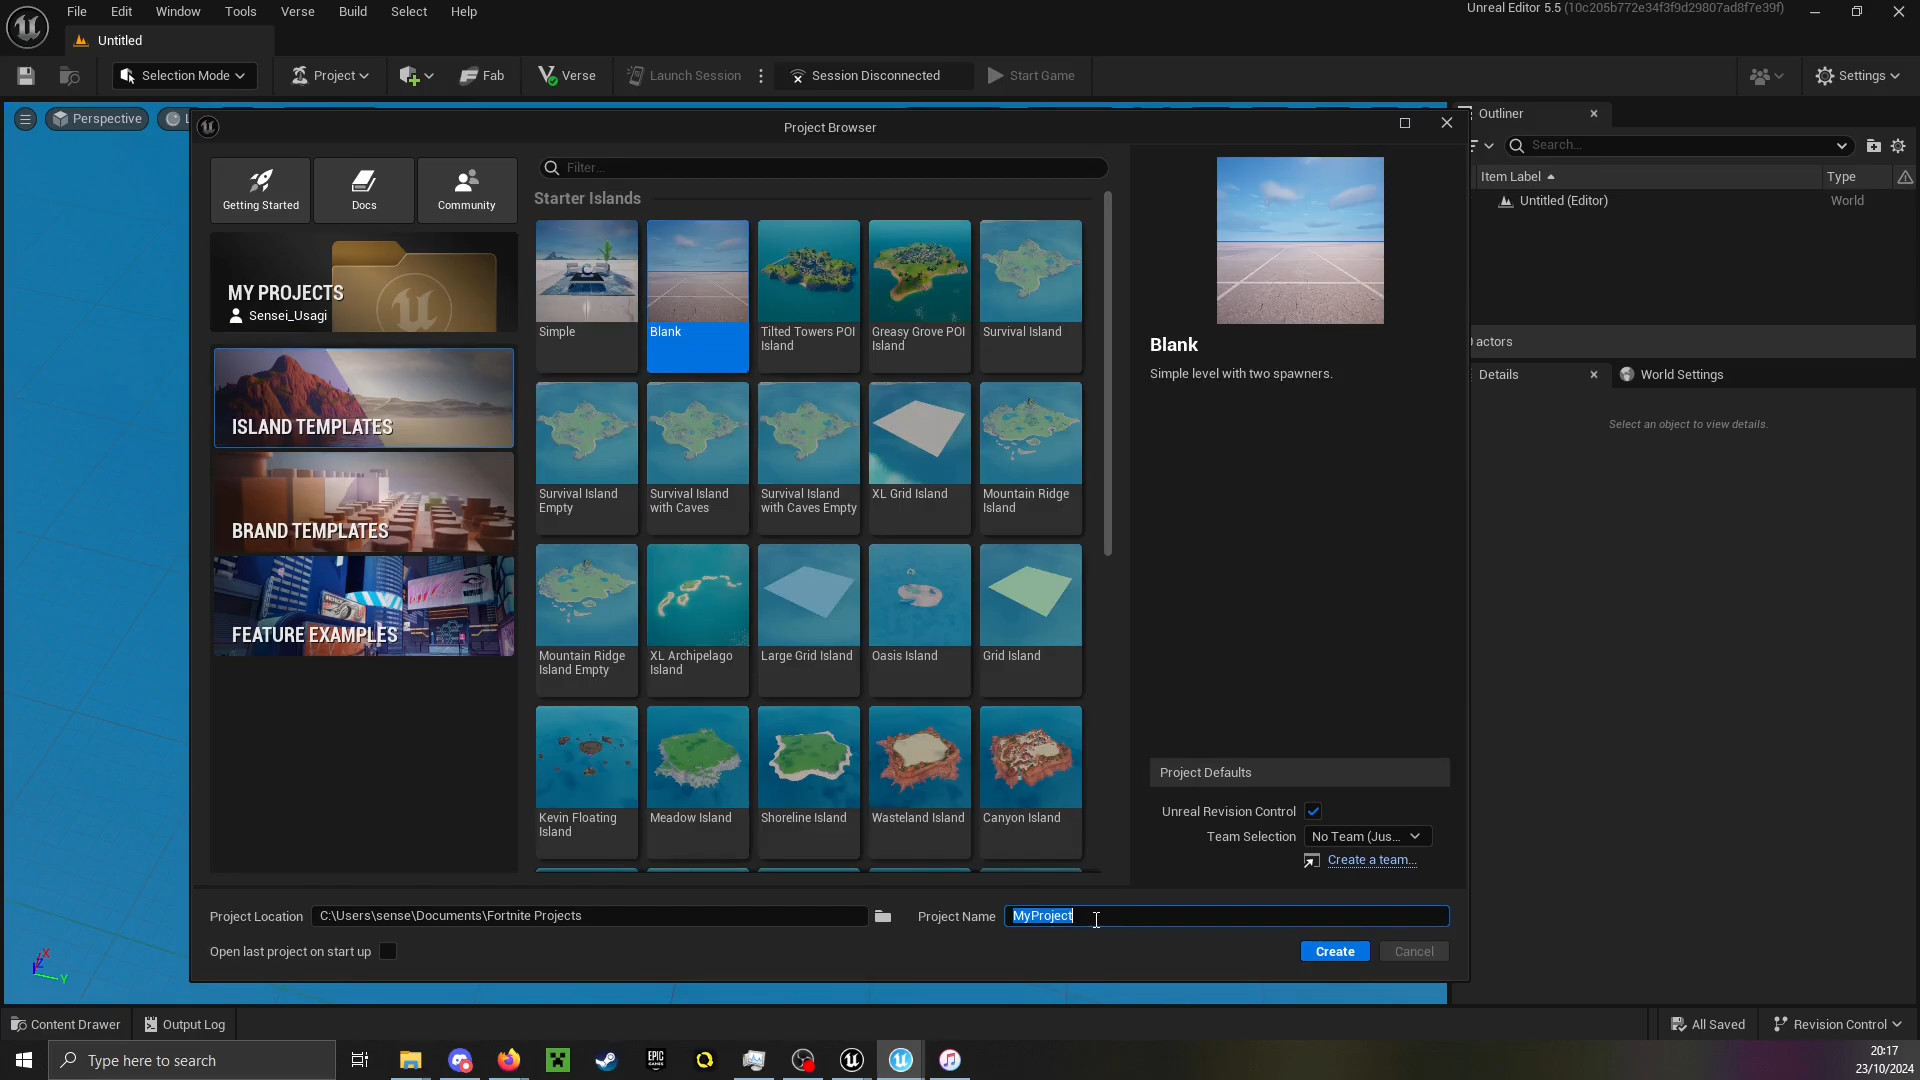 File Edit Window Tools Verse Build Select Help
Unreal Editor 5.5 (10c205b772e34f3f9d29807ad8f7e39f)
Untitled
Selection Mode
Project
Fab
Verse
Launch Session
Session Disconnected
Start Game
Settings
Perspective
Project Browser
Getting Started
Docs
Community
MY PROJECTS
Sensei_Usagi
ISLAND TEMPLATES
BRAND TEMPLATES
FEATURE EXAMPLES
Filter...
Starter Islands
Simple
Blank
Tilted Towers POI
Island
Greasy Grove POI
Island
Survival Island
Survival Island
Empty
Survival Island
with Caves
Survival Island
with Caves Empty
XL Grid Island
Mountain Ridge
Island
Mountain Ridge
Island Empty
XL Archipelago
Island
Large Grid Island
Oasis Island
Grid Island
Kevin Floating
Island
Meadow Island
Shoreline Island
Wasteland Island
Canyon Island
Blank
Simple level with two spawners.
Project Defaults
Unreal Revision Control
Team Selection
No Team (Jus...
Create a team...
Project Location
C:\Users\sense\Documents\Fortnite Projects
Project Name
MyProject
Open last project on start up
Create
Cancel
Outliner
Search...
Item Label
Type
Untitled (Editor)
World
actors
Details
World Settings
Select an object to view details.
X
Z
Y
Content Drawer
Output Log
All Saved
Revision Control
Type here to search
EPIC
GAMES
20:17
23/10/2024